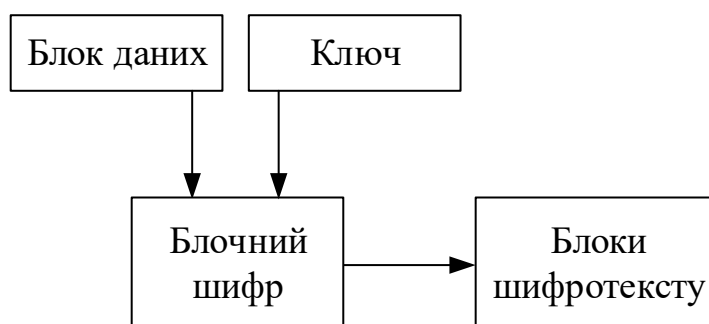 Блок даних
Ключ
Блочний
шифр
Блоки
шифротексту